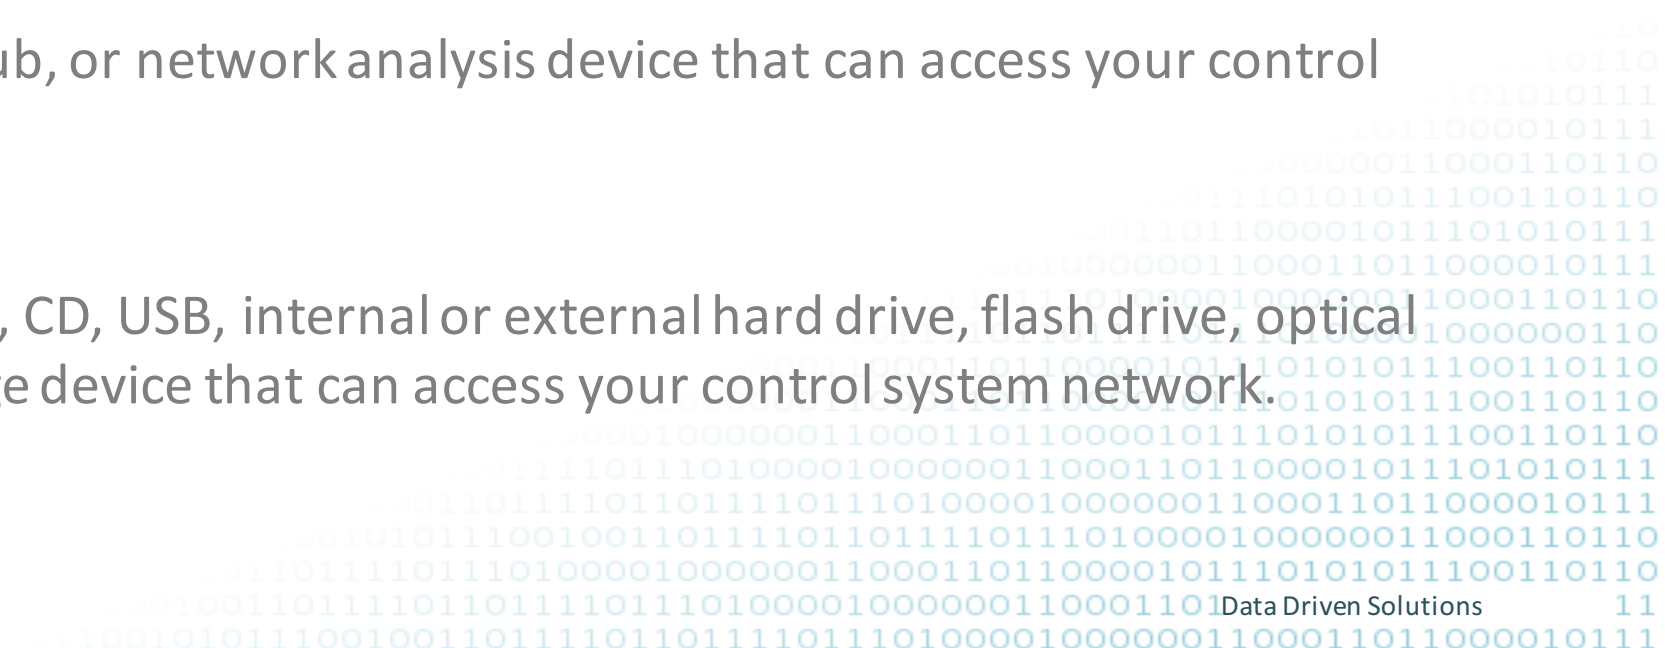 ub, or network analysis device that can access your control
, CD, USB, internal or external hard drive, flash drive, optical
e device that can access your control system network.
Data Driven Solutions 11